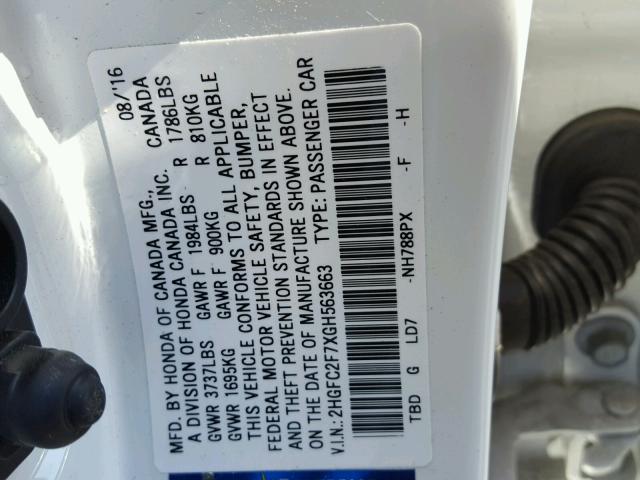 MFD. BY HONDA OF CANADA MFG., 08/'16
A DIVISION OF HONDA CANADA INC. CANADA
GVWR 3737LBS GAWR F 1984LBS R 1786LBS
GVWR 1695KG GAWR F 900KG R 810KG
THIS VEHICLE CONFORMS TO ALL APPLICABLE
FEDERAL MOTOR VEHICLE SAFETY, BUMPER,
AND THEFT PREVENTION STANDARDS IN EFFECT
ON THE DATE OF MANUFACTURE SHOWN ABOVE.
V.I.N.: 2HGFC2F7XGH563663 TYPE: PASSENGER CAR
TBD G LD7 -NH788PX -F -H